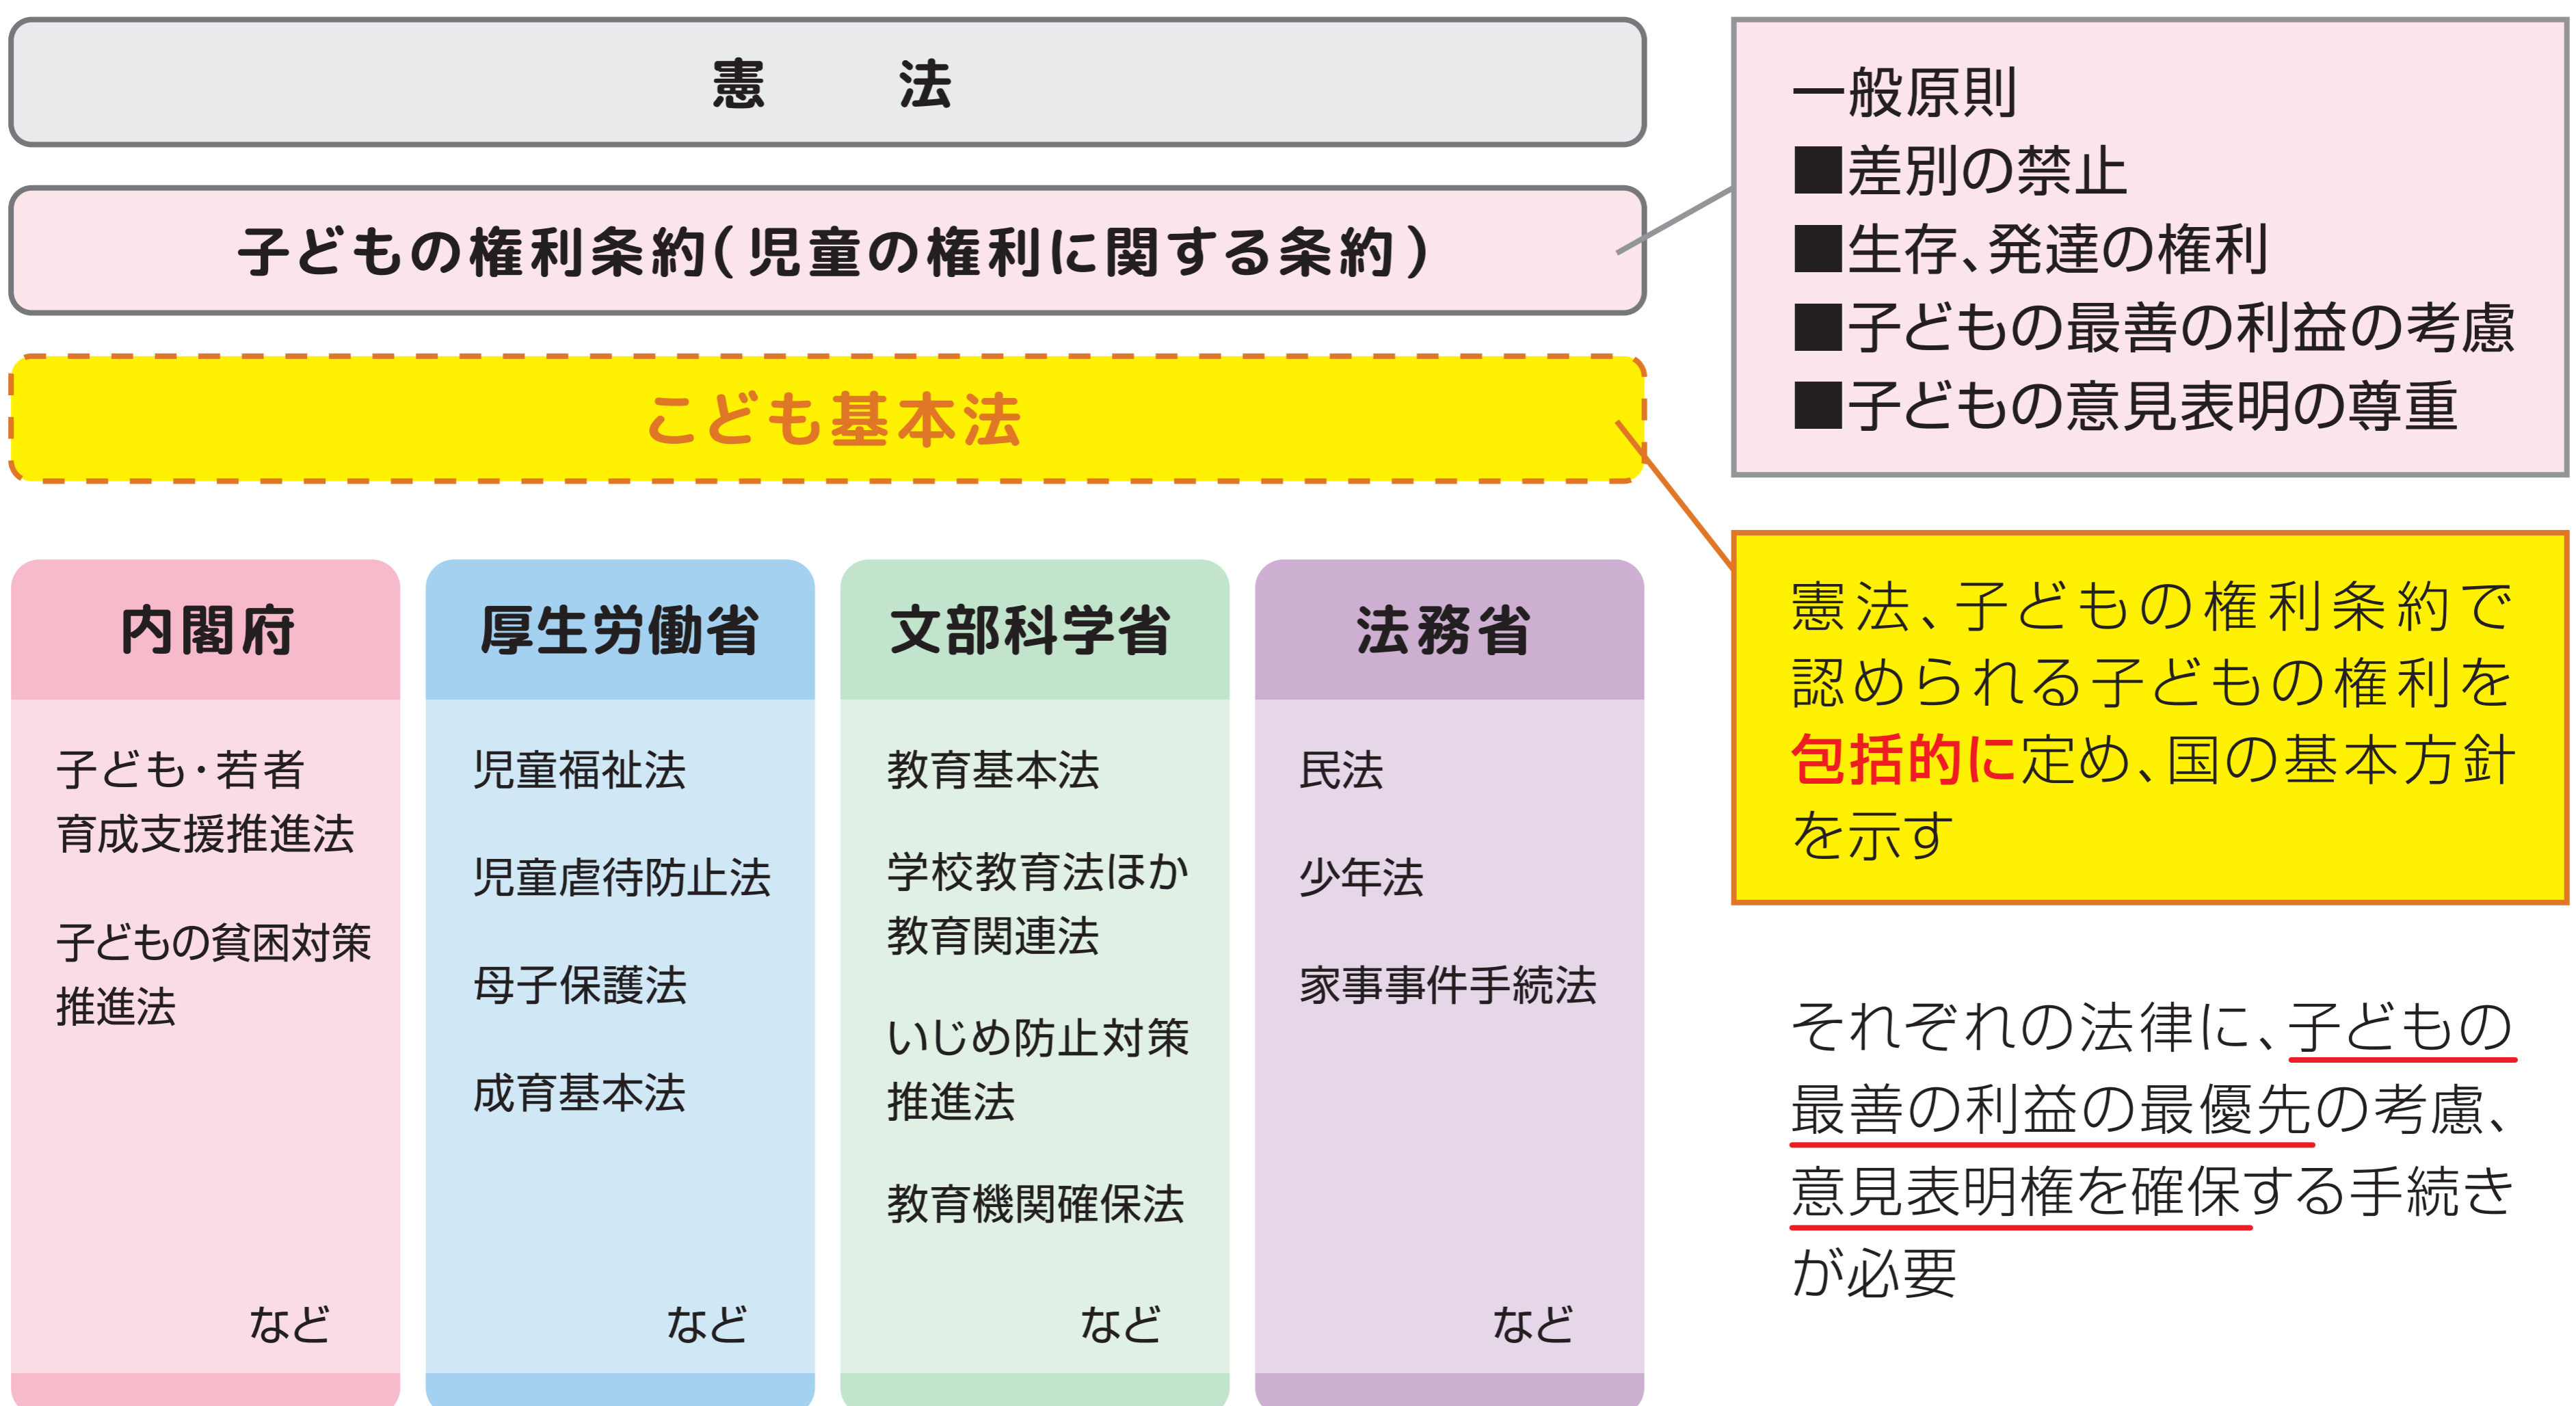 憲 法
子どもの権利条約(児童の権利に関する条約)
こども基本法
一般原則
■差別の禁止
■生存、発達の権利
■子どもの最善の利益の考慮
■子どもの意見表明の尊重
憲法、子どもの権利条約で
認められる子どもの権利を
包括的に定め、国の基本方針
を示す
内閣府
子ども・若者
育成支援推進法
子どもの貧困対策
推進法
など
厚生労働省
児童福祉法
児童虐待防止法
母子保護法
成育基本法
など
文部科学省
教育基本法
学校教育法ほか
教育関連法
いじめ防止対策
推進法
教育機関確保法
など
法務省
民法
少年法
家事事件手続法
など
それぞれの法律に、子どもの
最善の利益の最優先の考慮、
意見表明権を確保する手続き
が必要